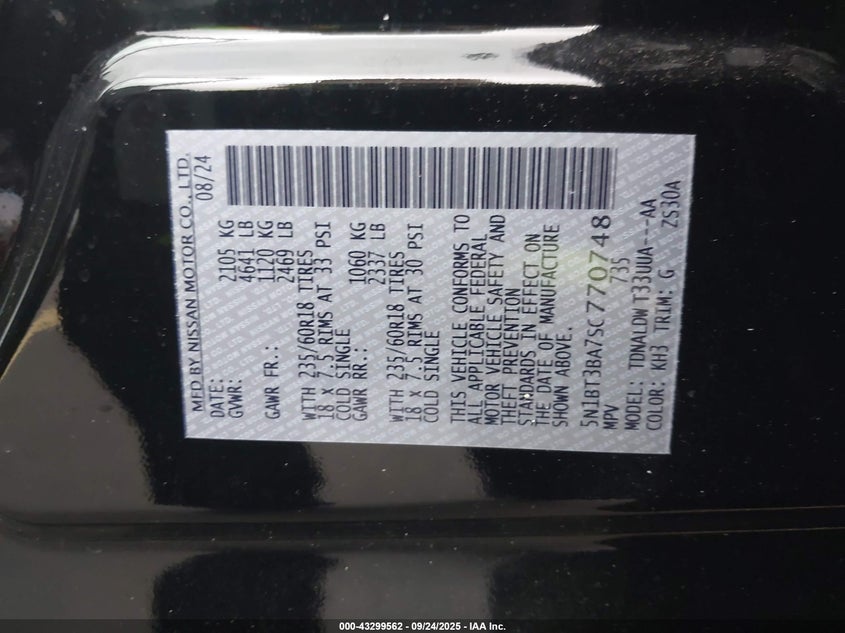 MFD BY NISSAN MOTOR CO., LTD.
DATE: 08/24
GVWR: 2105 KG
4641 LB
GAWR FR.: 1120 KG
2469 LB
WITH 235/60R18 TIRES
18 X 7.5 RIMS AT 33 PSI
COLD SINGLE
GAWR RR.: 1060 KG
2337 LB
WITH 235/60R18 TIRES
18 X 7.5 RIMS AT 30 PSI
COLD SINGLE
THIS VEHICLE CONFORMS TO
ALL APPLICABLE FEDERAL
MOTOR VEHICLE SAFETY AND
THEFT PREVENTION
STANDARDS IN EFFECT ON
THE DATE OF MANUFACTURE
SHOWN ABOVE.
5N1BT3BA7SC770748
MPV 735
MODEL: TDNALDW T33UUA---AA
COLOR: KH3 TRIM: G ZS30A
000-43299562 - 09/24/2025 - IAA Inc.